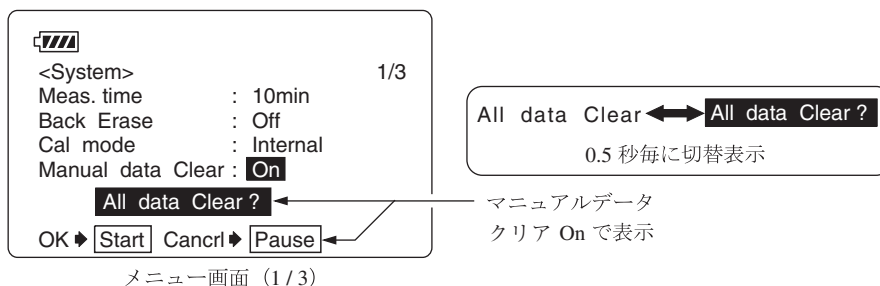 <System> 1/3
Meas. time : 10min
Back Erase : Off
Cal mode : Internal
Manual data Clear : On
All data Clear ?
OK Start Cancrl Pause
メニュー画面（1 / 3）
All data Clear All data Clear ?
0.5 秒毎に切替表示
マニュアルデータ
クリア On で表示